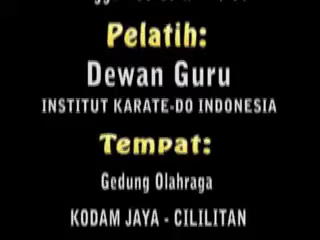 Pelatih:
Dewan Guru
INSTITUT KARATE-DO INDONESIA
Tempat:
Gedung Olahraga
KODAM JAYA - CILILITAN